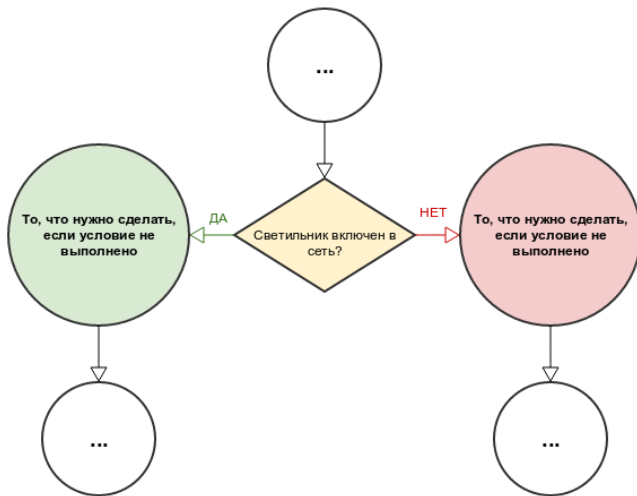 ...
То, что нужно сделать,
если условие не
выполнено
ДА
Светильник включен в
сеть?
НЕТ
То, что нужно сделать,
если условие не
выполнено
...
...